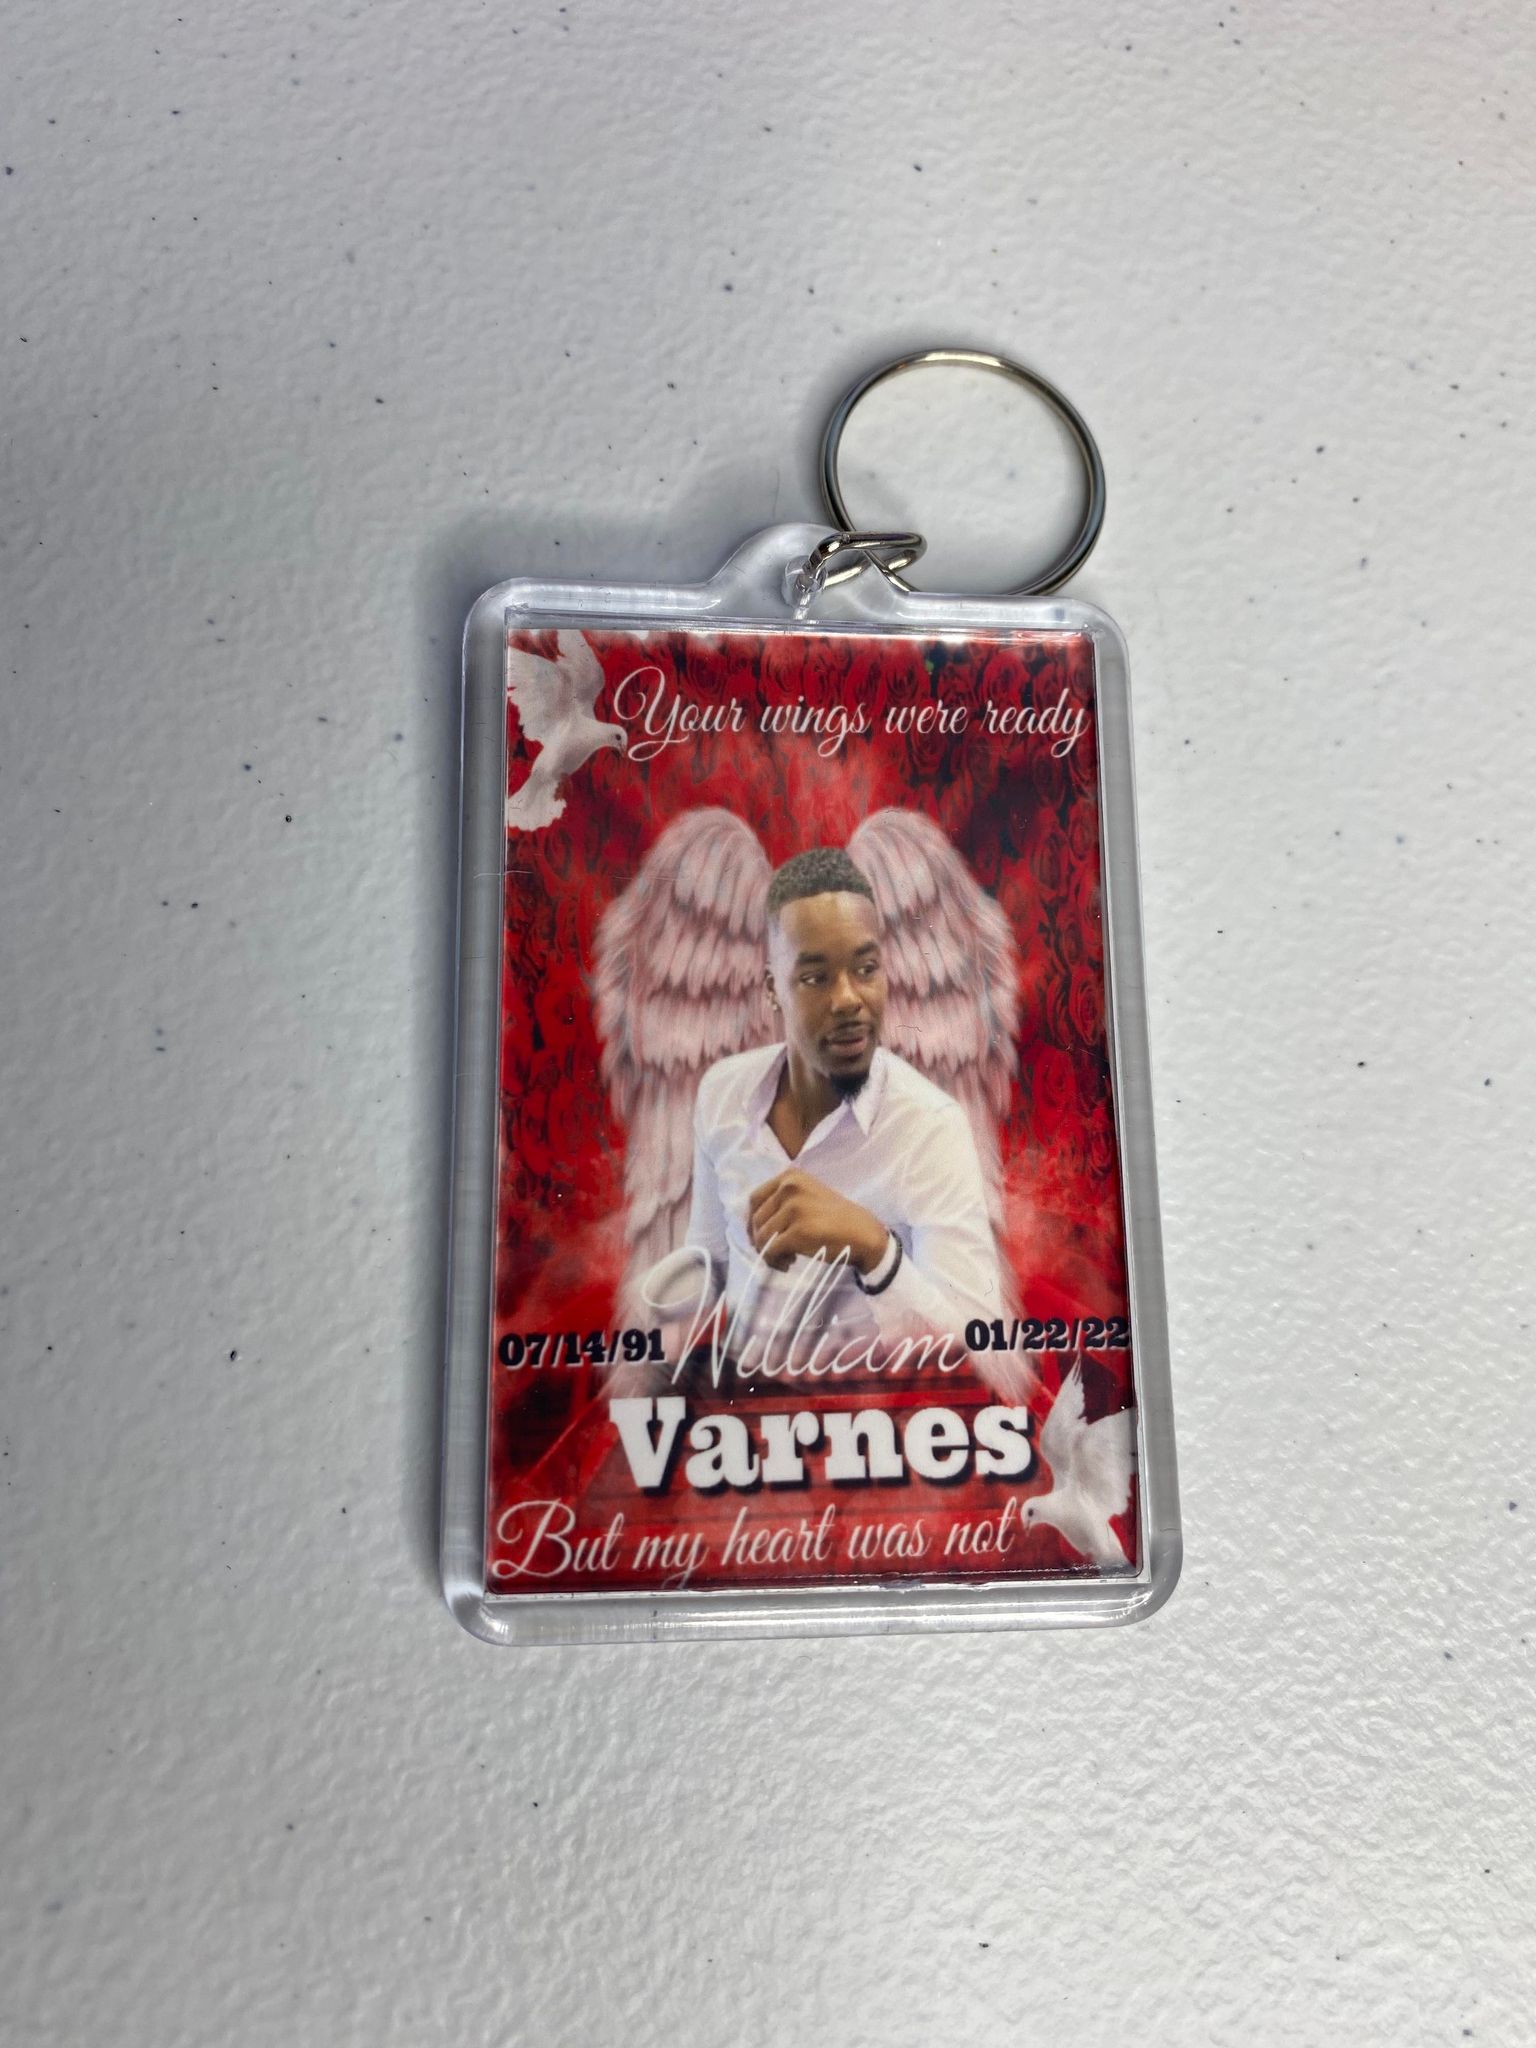 Your wings were ready
07/14/91 William 01/22/22
Varnes
But my heart was not